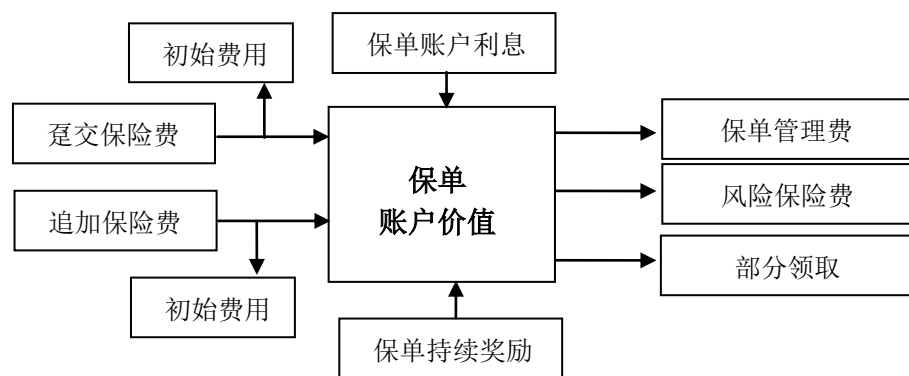 初始费用
保单账户利息
趸交保险费
保单管理费
保单
账户价值
风险保险费
追加保险费
部分领取
初始费用
保单持续奖励